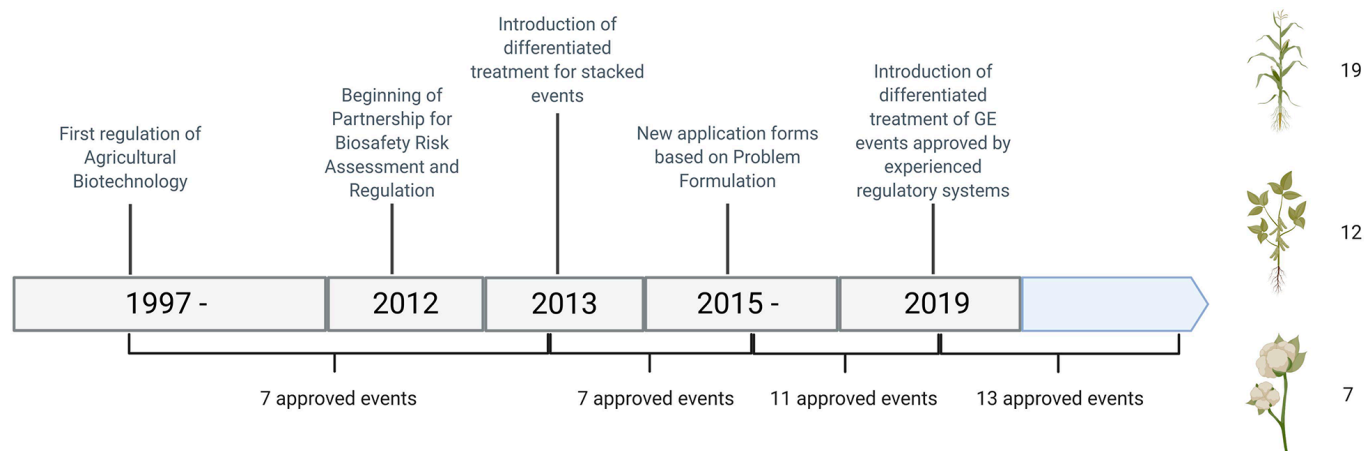 First regulation of
Agricultural
Biotechnology
Beginning of
Partnership for
Biosafety Risk
Assessment and
Regulation
Introduction of
differentiated
treatment for stacked
events
New application forms
based on Problem
Formulation
Introduction of
differentiated
treatment of GE
events approved by
experienced
regulatory systems
1997 -
2012
2013
2015 -
2019
7 approved events
7 approved events
11 approved events
13 approved events
19
12
7